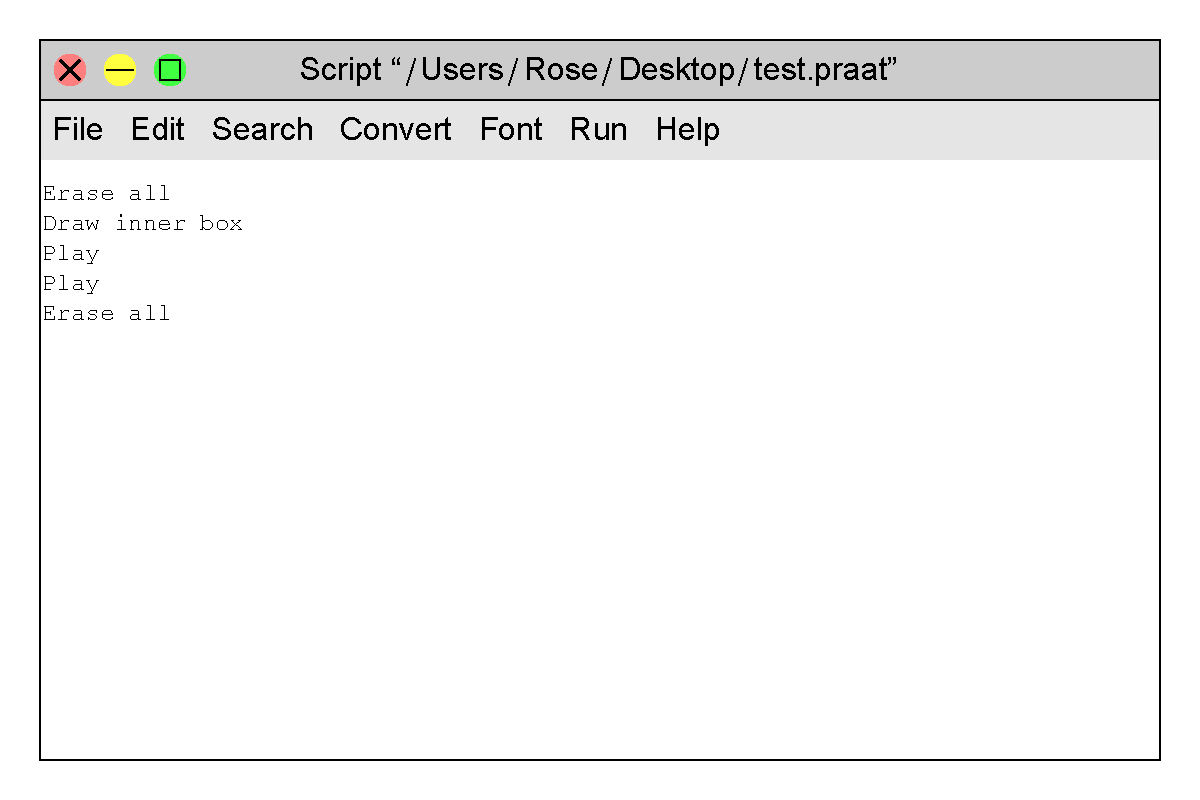 Script “/Users/Rose/Desktop/test.praat”
File Edit Search Convert Font Run Help
Erase all
Draw inner box
Play
Play
Erase all